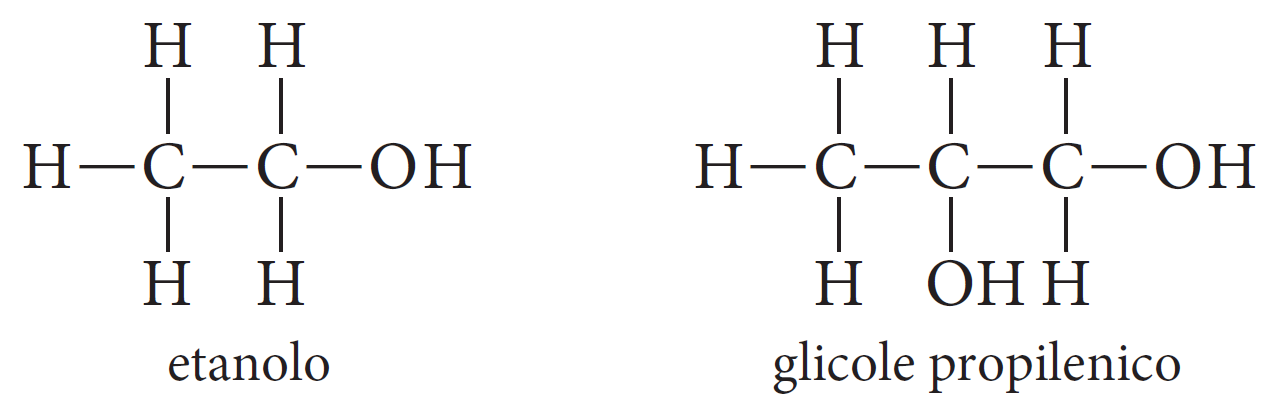 H H H H H
H—C—C—OH H—C—C—C—OH
H H H OH H
etanolo glicole propilenico